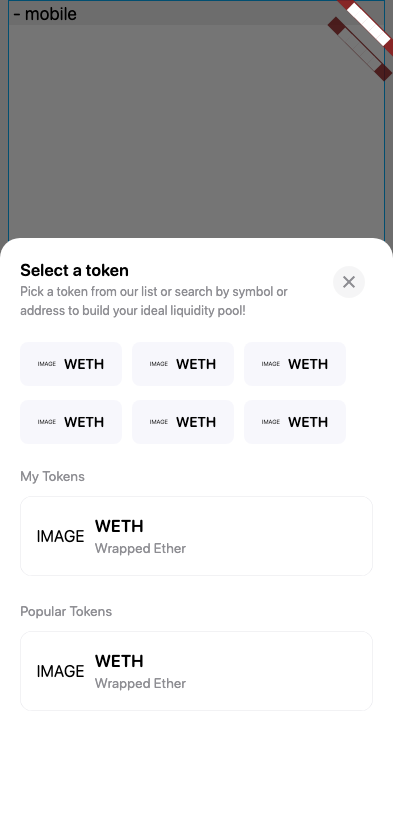 - mobile
Select a token
Pick a token from our list or search by symbol or
address to build your ideal liquidity pool!
IMAGE WETH IMAGE WETH IMAGE WETH
IMAGE WETH IMAGE WETH IMAGE WETH
My Tokens
IMAGE
WETH
Wrapped Ether
Popular Tokens
IMAGE
WETH
Wrapped Ether